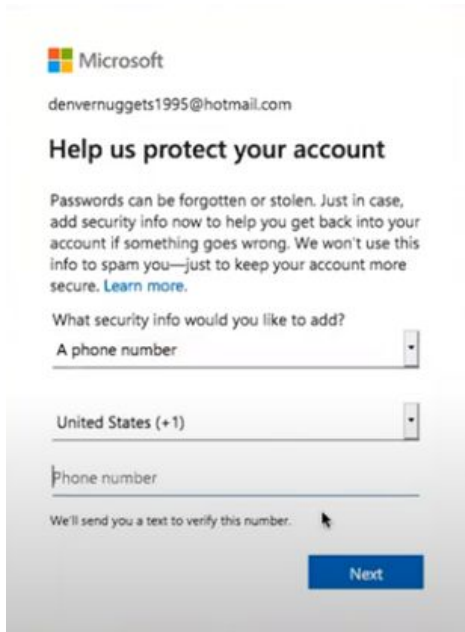 Microsoft
denvernuggets1995@hotmail.com
Help us protect your account
Passwords can be forgotten or stolen. Just in case,
add security info now to help you get back into your
account if something goes wrong. We won't use this
info to spam you—just to keep your account more
secure. Learn more.
What security info would you like to add?
A phone number
United States (+1)
Phone number
We'll send you a text to verify this number.
Next